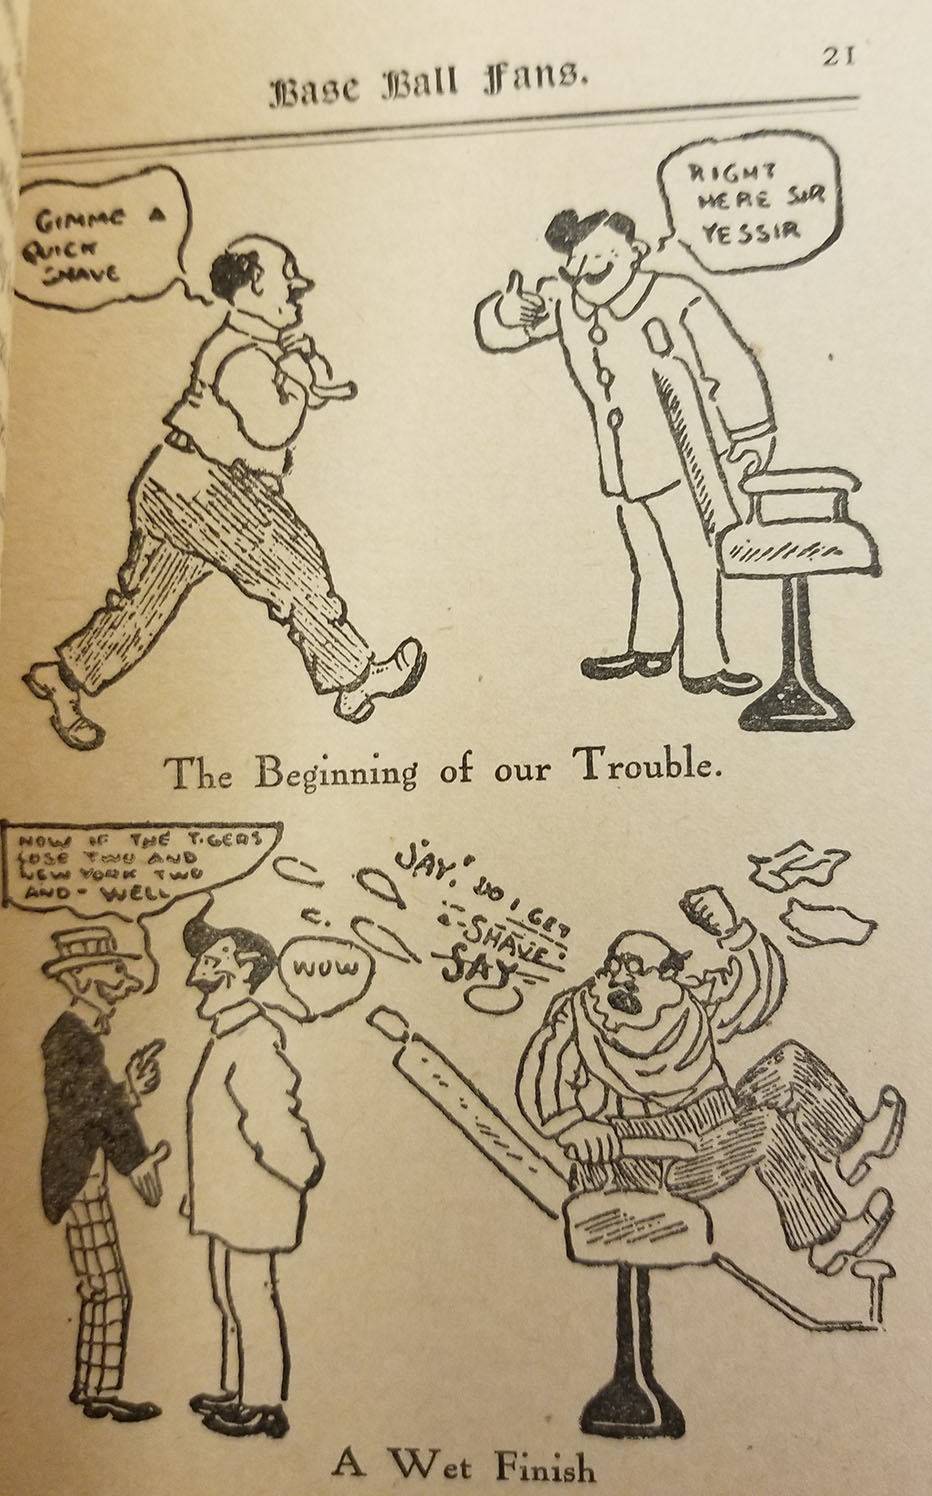 Base Ball Fans.
21
GIMME A
QUICK
SHAVE
RIGHT
HERE SIR
YESSIR
The Beginning of our Trouble.
NOW IF THE TIGERS
LOSE TWO AND
NEW YORK TWO
AND - WELL
WOW
"SAY" DO I GET
A-SHAVE.
SAY
A Wet Finish